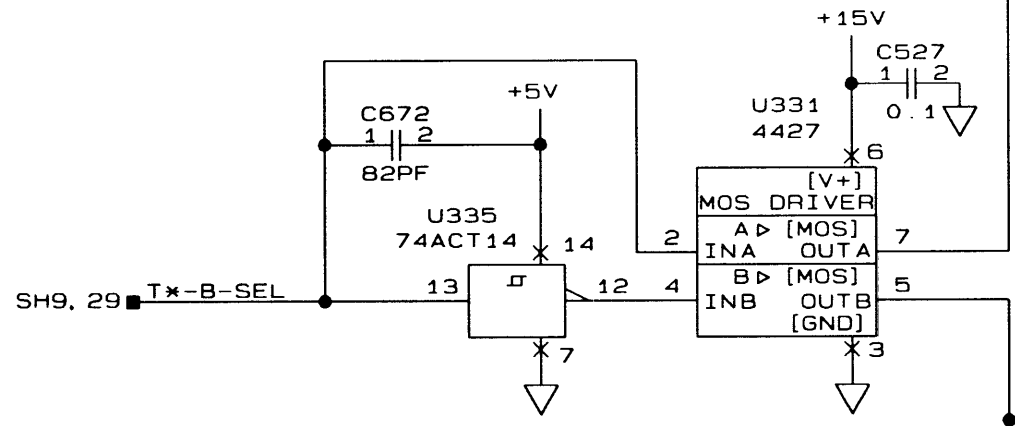 +15V
C527
1 2
0.1
+5V
C672
1 2
82PF
U331
4427
6
[V+]
MOS DRIVER
U335
74ACT14
14
2
A▷ [MOS]
7
INA OUTA
SH9, 29
T*-B-SEL
13
12
4
B▷ [MOS]
5
INB OUTB
[GND]
7
3